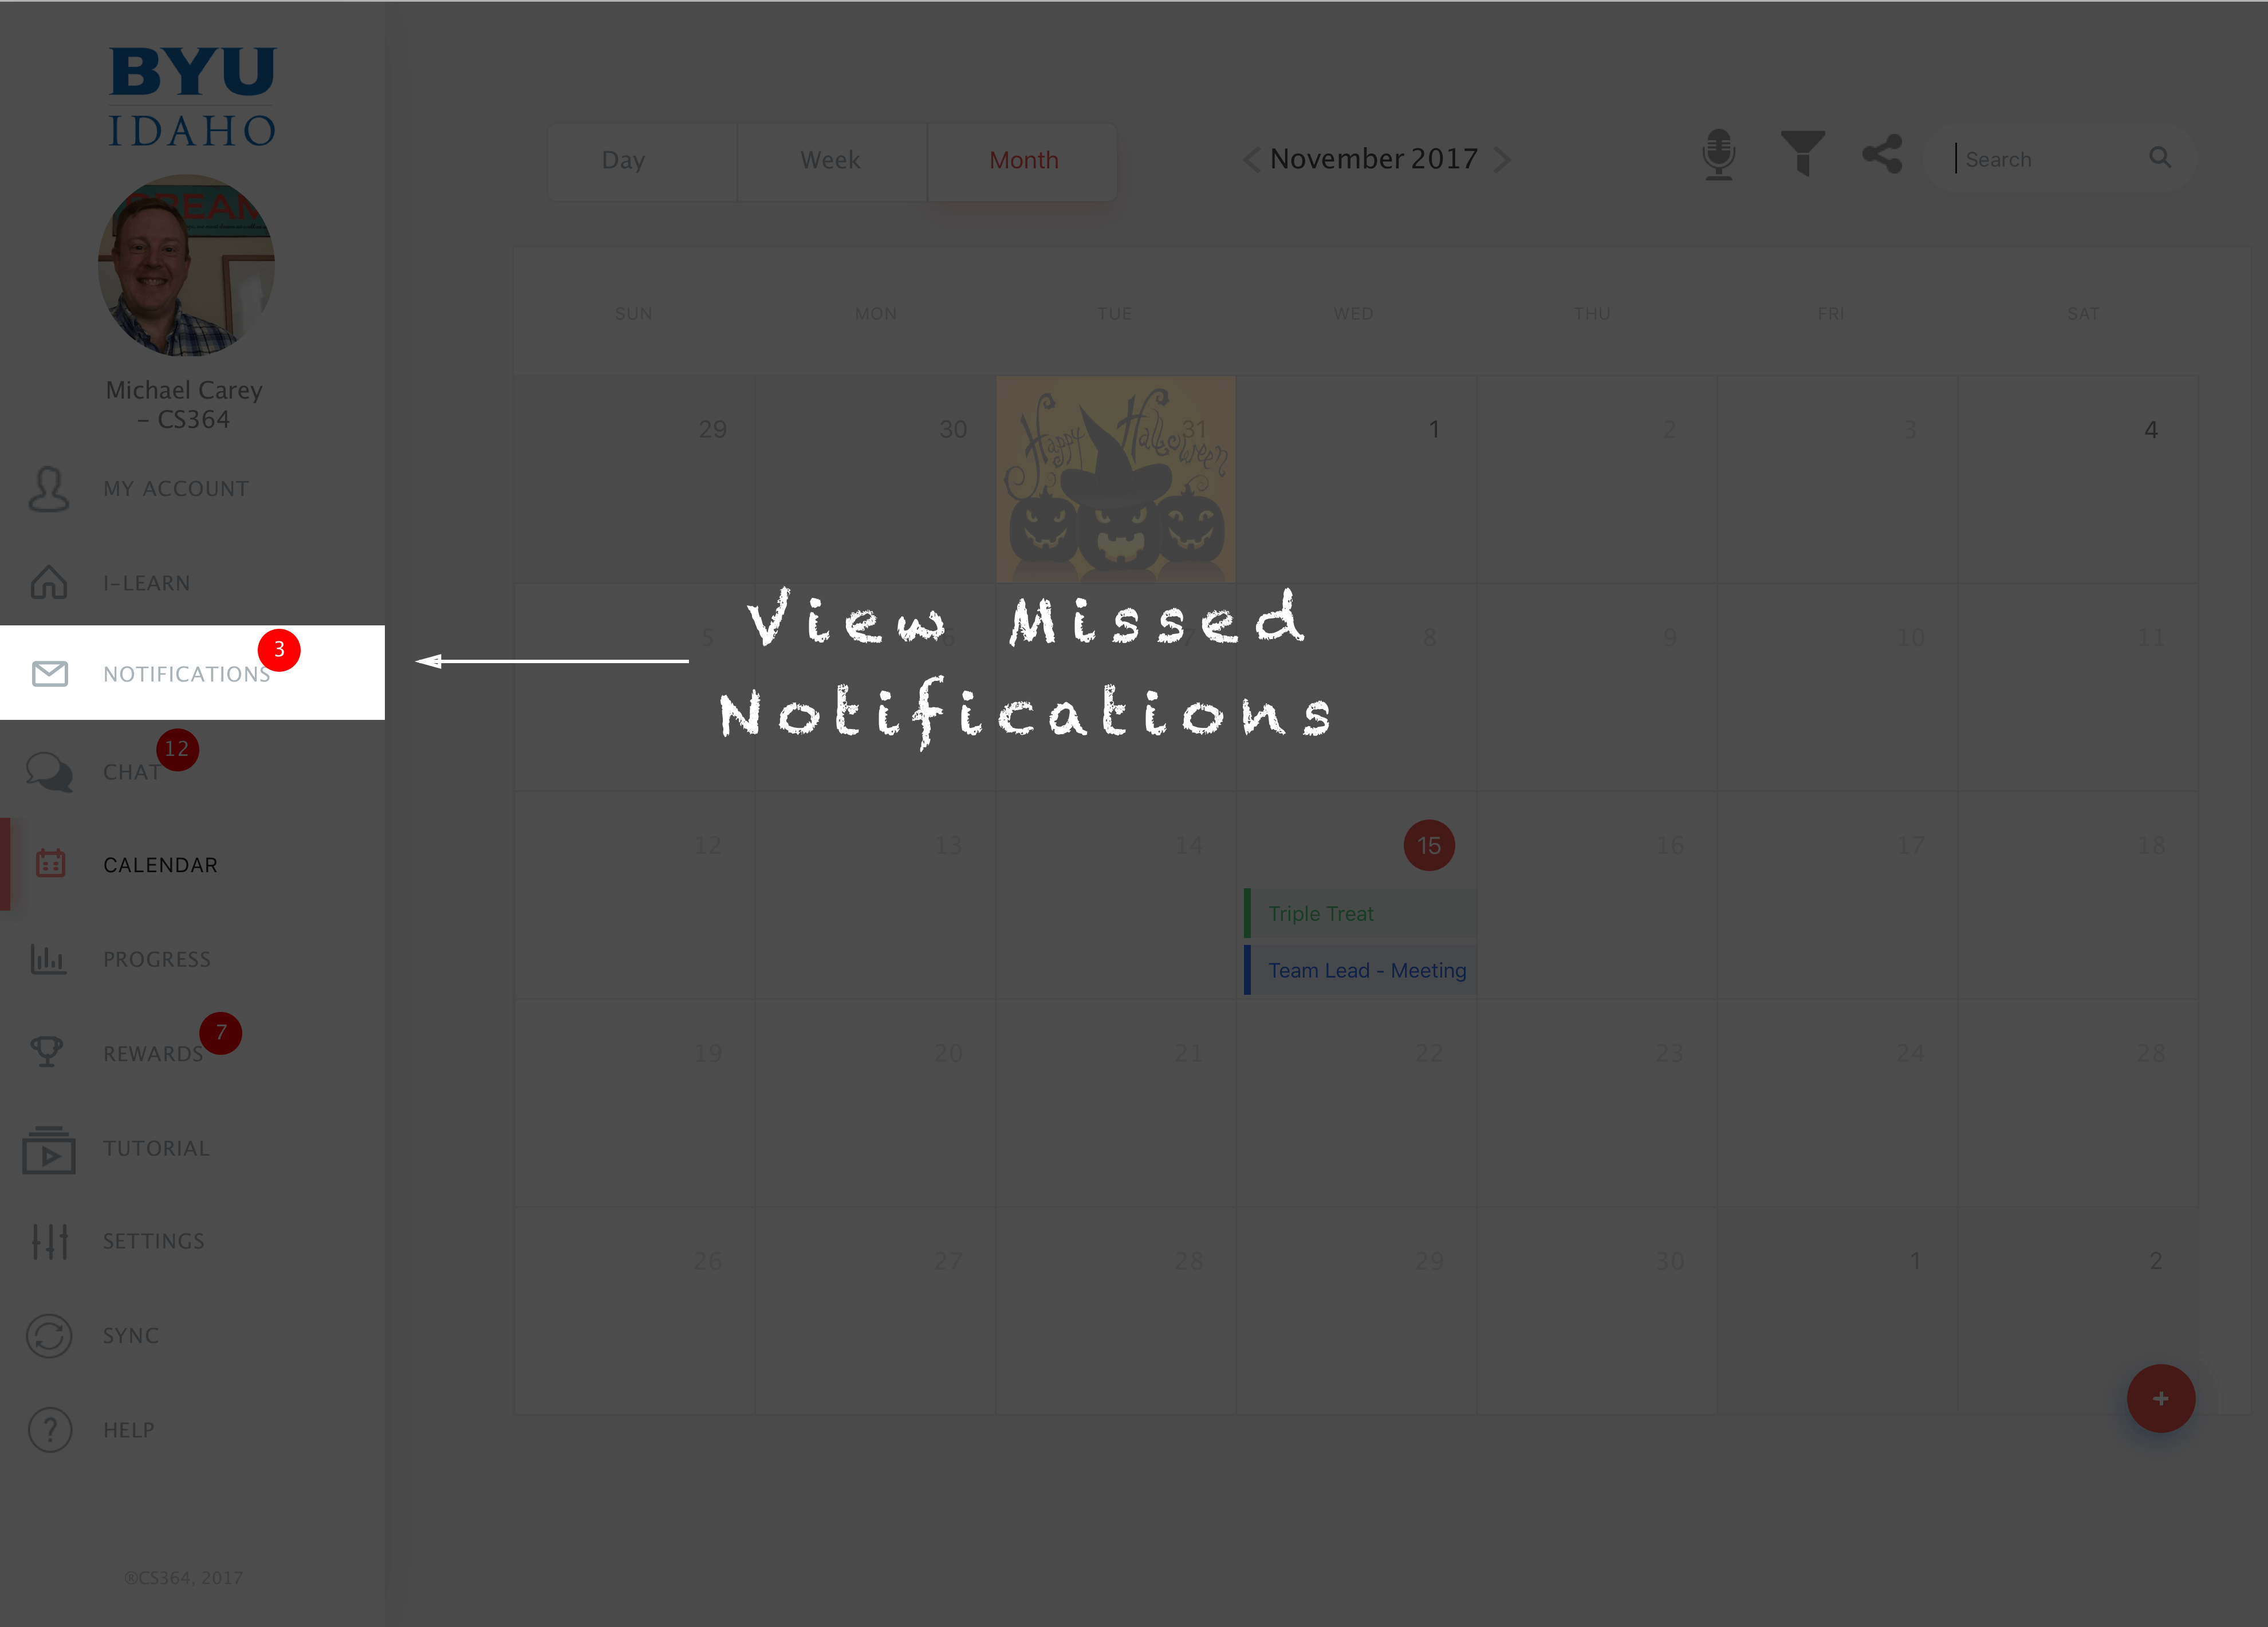 BYU
IDAHO
Michael Carey
– CS364
MY ACCOUNT
I-LEARN
NOTIFICATIONS
3
CHAT
12
CALENDAR
PROGRESS
REWARDS
7
TUTORIAL
SETTINGS
SYNC
HELP
®CS364, 2017
Day Week Month
< November 2017 >
Search
SUN MON TUE WED THU FRI SAT
29 30 31 1 2 3 4
Happy Halloween
View Missed
Notifications
5 6 7 8 9 10 11
12 13 14 15 16 17 18
Triple Treat
Team Lead - Meeting
19 20 21 22 23 24 28
26 27 28 29 30 1 2
+